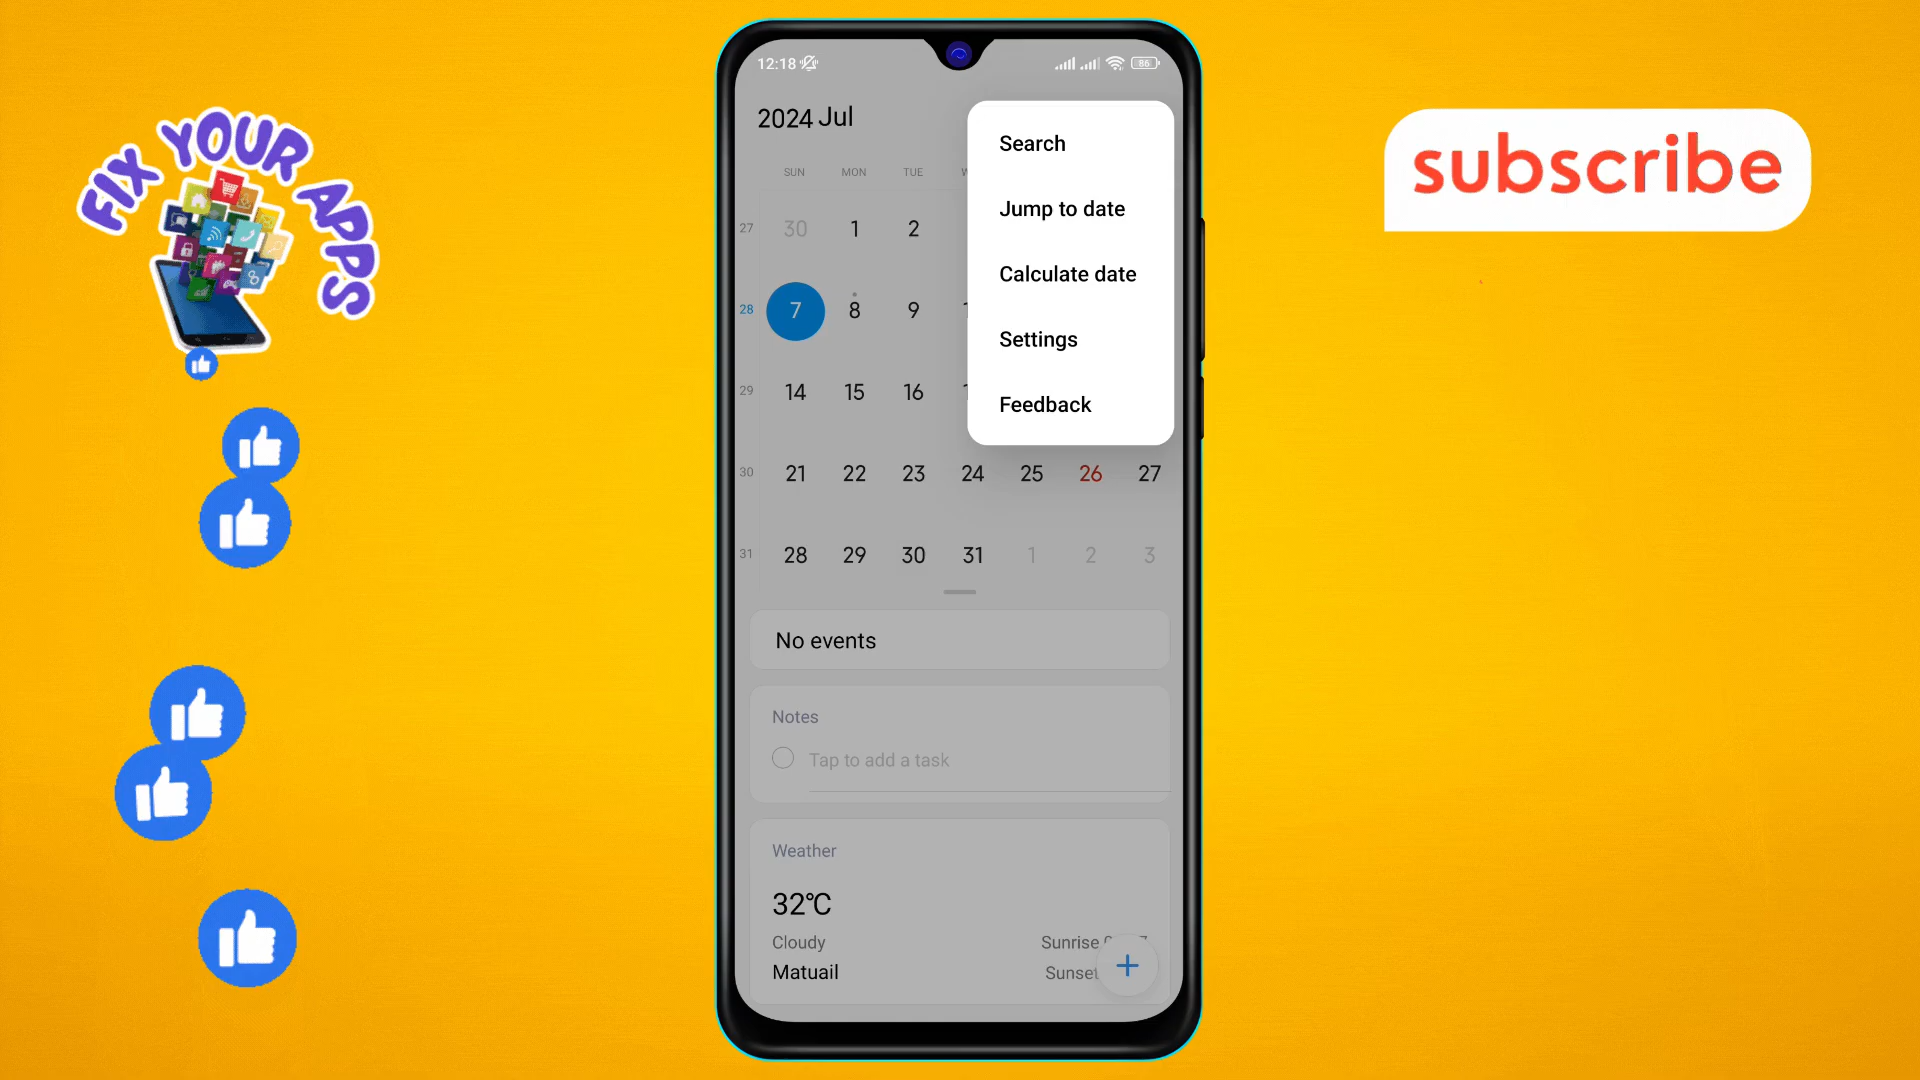 FIX YOUR APPS
subscribe
12:18
86
2024 Jul
Search
Jump to date
Calculate date
Settings
Feedback
SUN MON TUE
27 30 1 2
28 7 8 9
29 14 15 16
30 21 22 23 24 25 26 27
31 28 29 30 31 1 2 3
No events
Notes
Tap to add a task
Weather
32℃
Cloudy Sunrise
Matuail Sunset